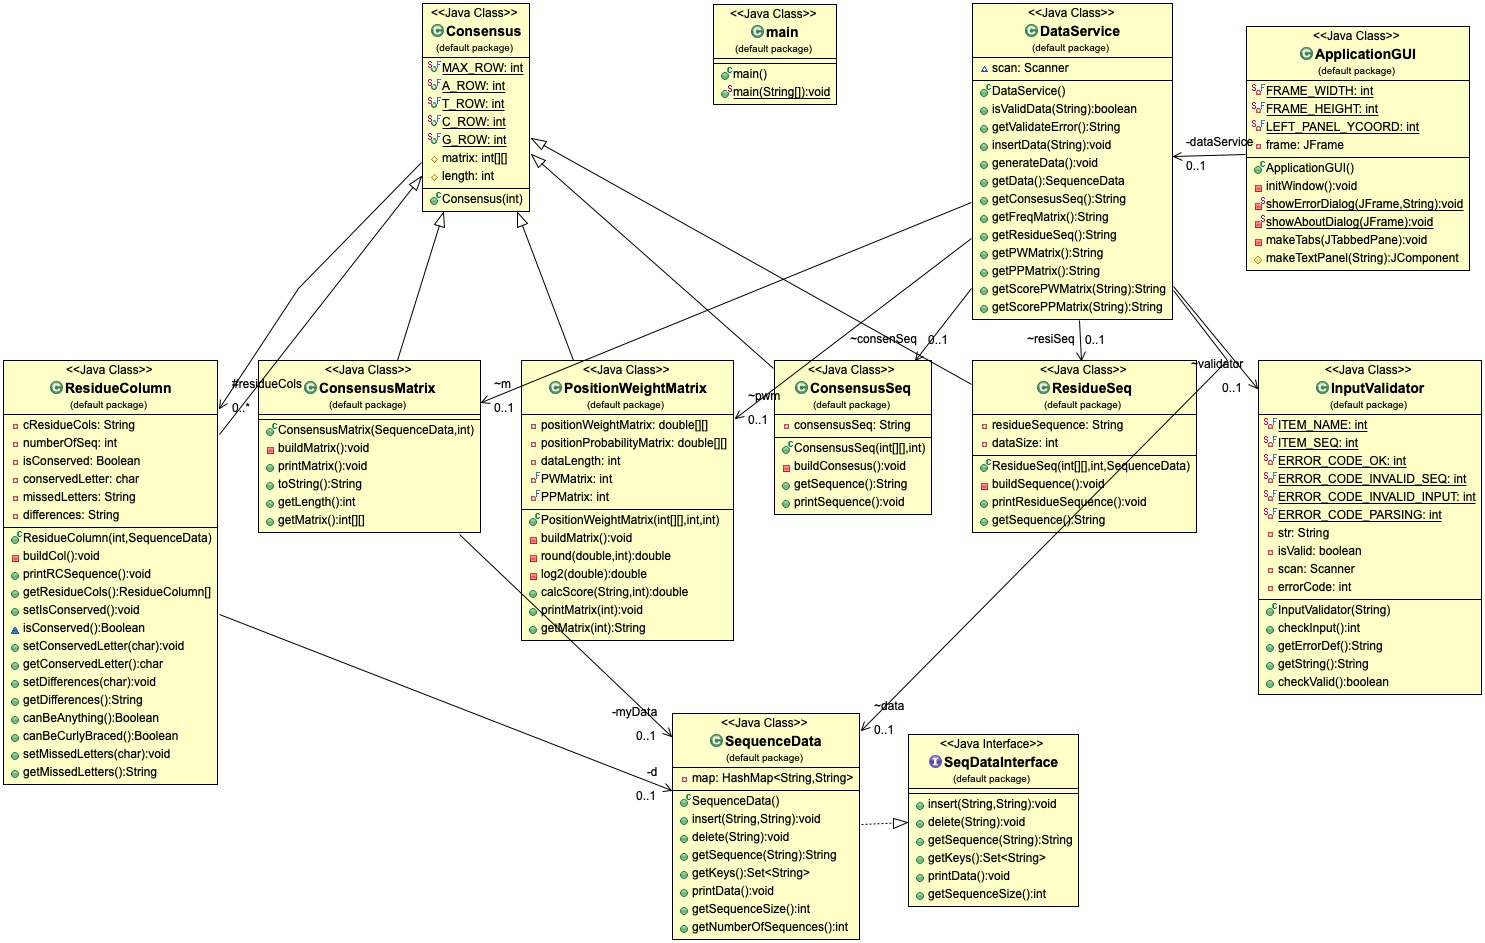 <<Java Class>>
Consensus
(default package)
MAX_ROW: int
A_ROW: int
T_ROW: int
C_ROW: int
G_ROW: int
matrix: int[][]
length: int
Consensus(int)
<<Java Class>>
main
(default package)
main()
main(String[]):void
<<Java Class>>
DataService
(default package)
scan: Scanner
DataService()
isValidData(String):boolean
getValidateError():String
insertData(String):void
generateData():void
getData():SequenceData
getConsesusSeq():String
getFreqMatrix():String
getResidueSeq():String
getPWMatrix():String
getPPMatrix():String
getScorePWMatrix(String):String
getScorePPMatrix(String):String
<<Java Class>>
ApplicationGUI
(default package)
FRAME_WIDTH: int
FRAME_HEIGHT: int
LEFT_PANEL_YCOORD: int
frame: JFrame
ApplicationGUI()
initWindow():void
showErrorDialog(JFrame,String):void
showAboutDialog(JFrame):void
makeTabs(JTabbedPane):void
makeTextPanel(String):JComponent
-dataService
0..1
~consenSeq
0..1
~resiSeq
0..1
~validator
0..1
#residueCols
0..*
~m
0..1
~pwm
0..1
<<Java Class>>
ResidueColumn
(default package)
cResidueCols: String
numberOfSeq: int
isConserved: Boolean
conservedLetter: char
missedLetters: String
differences: String
ResidueColumn(int,SequenceData)
buildCol():void
printRCSequence():void
getResidueCols():ResidueColumn[]
setIsConserved():void
isConserved():Boolean
setConservedLetter(char):void
getConservedLetter():char
setDifferences(char):void
getDifferences():String
canBeAnything():Boolean
canBeCurlyBraced():Boolean
setMissedLetters(char):void
getMissedLetters():String
<<Java Class>>
ConsensusMatrix
(default package)
ConsensusMatrix(SequenceData,int)
buildMatrix():void
printMatrix():void
toString():String
getLength():int
getMatrix():int[][]
<<Java Class>>
PositionWeightMatrix
(default package)
positionWeightMatrix: double[][]
positionProbabilityMatrix: double[][]
dataLength: int
PWMatrix: int
PPMatrix: int
PositionWeightMatrix(int[][],int,int)
buildMatrix():void
round(double,int):double
log2(double):double
calcScore(String,int):double
printMatrix(int):void
getMatrix(int):String
<<Java Class>>
ConsensusSeq
(default package)
consensusSeq: String
ConsensusSeq(int[][],int)
buildConsesus():void
getSequence():String
printSequence():void
<<Java Class>>
ResidueSeq
(default package)
residueSequence: String
dataSize: int
ResidueSeq(int[][],int,SequenceData)
buildSequence():void
printResidueSequence():void
getSequence():String
<<Java Class>>
InputValidator
(default package)
ITEM_NAME: int
ITEM_SEQ: int
ERROR_CODE_OK: int
ERROR_CODE_INVALID_SEQ: int
ERROR_CODE_INVALID_INPUT: int
ERROR_CODE_PARSING: int
str: String
isValid: boolean
scan: Scanner
errorCode: int
InputValidator(String)
checkInput():int
getErrorDef():String
getString():String
checkValid():boolean
-myData
0..1
-d
0..1
~data
0..1
<<Java Class>>
SequenceData
(default package)
map: HashMap<String,String>
SequenceData()
insert(String,String):void
delete(String):void
getSequence(String):String
getKeys():Set<String>
printData():void
getSequenceSize():int
getNumberOfSequences():int
<<Java Interface>>
SeqDataInterface
(default package)
insert(String,String):void
delete(String):void
getSequence(String):String
getKeys():Set<String>
printData():void
getSequenceSize():int